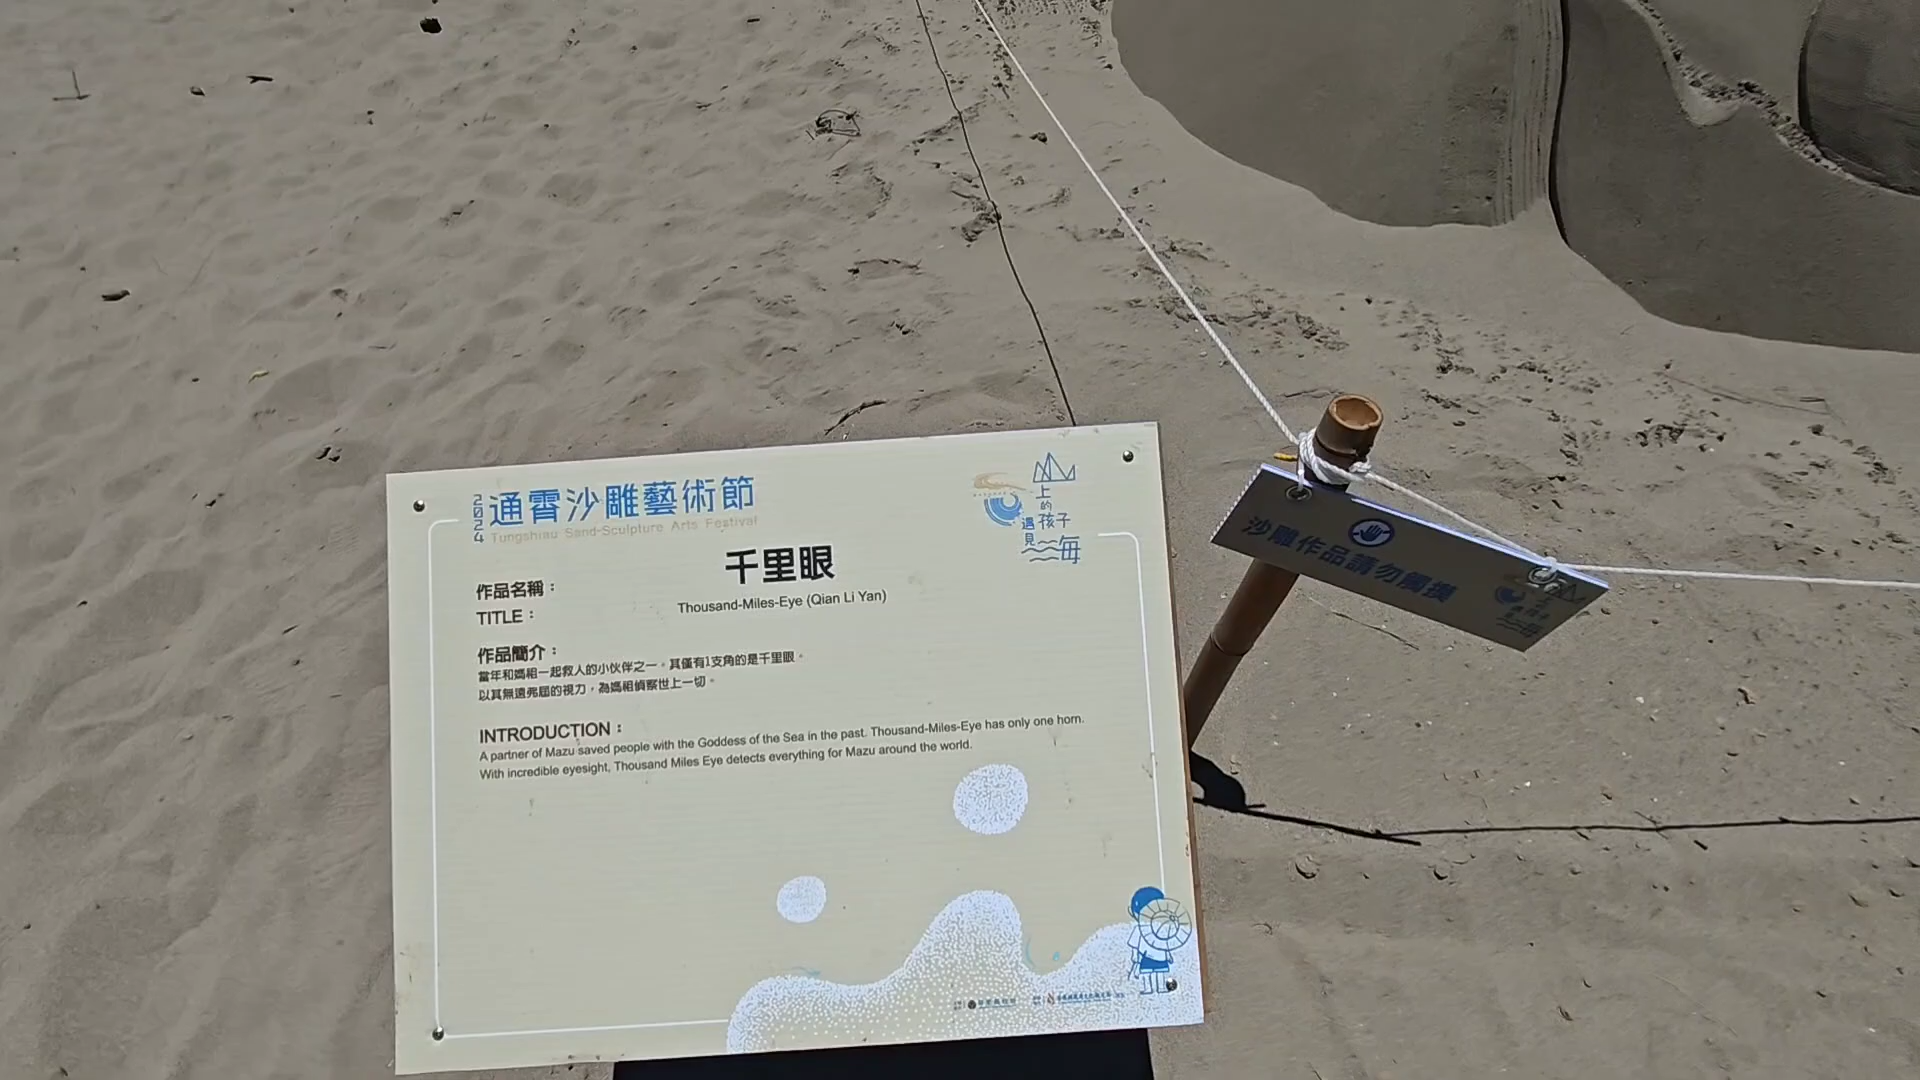 2024
通霄沙雕藝術節
Tungshiau Sand-Sculpture Arts Festival
上的孩子
遇見
海
作品名稱：
千里眼
TITLE：
Thousand-Miles-Eye (Qian Li Yan)
作品簡介：
當年和媽祖一起救人的小伙伴之一。其僅有1支角的是千里眼。
以其無遠弗屆的視力，為媽祖偵察世上一切。
INTRODUCTION：
A partner of Mazu saved people with the Goddess of the Sea in the past. Thousand-Miles-Eye has only one horn.
With incredible eyesight, Thousand Miles Eye detects everything for Mazu around the world.
沙雕作品請勿觸摸